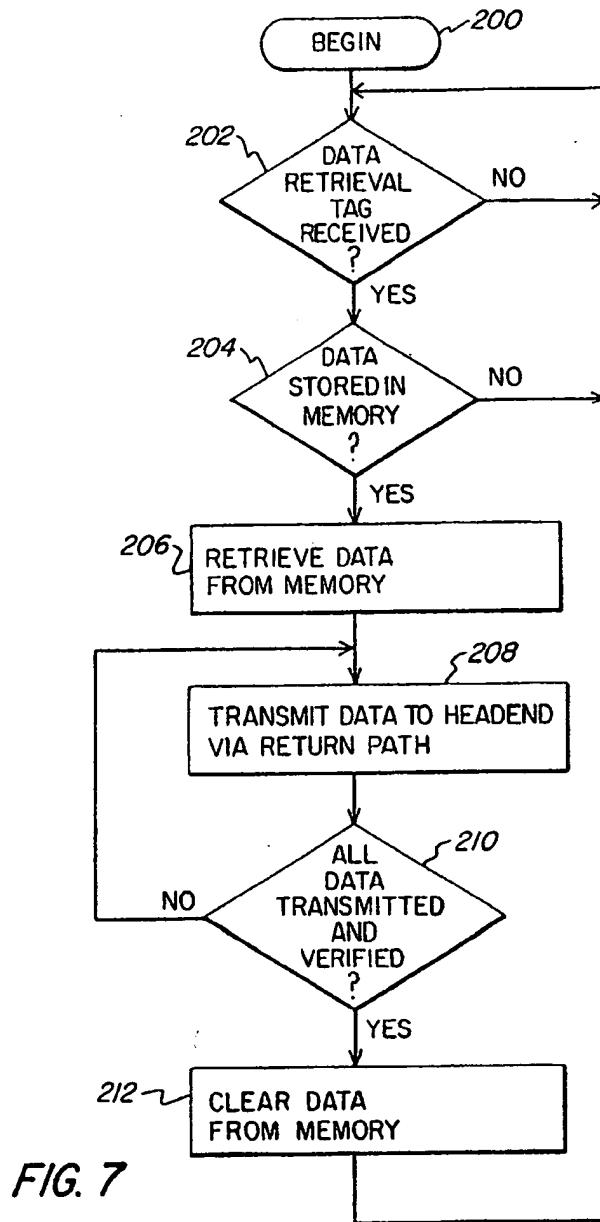 BEGIN
200
202
DATA
RETRIEVAL
TAG
RECEIVED
?
NO
YES
204
DATA
STORED IN
MEMORY
?
NO
YES
206
RETRIEVE DATA
FROM MEMORY
208
TRANSMIT DATA TO HEADEND
VIA RETURN PATH
210
ALL
DATA
TRANSMITTED
AND
VERIFIED
?
NO
YES
212
CLEAR DATA
FROM MEMORY
FIG. 7